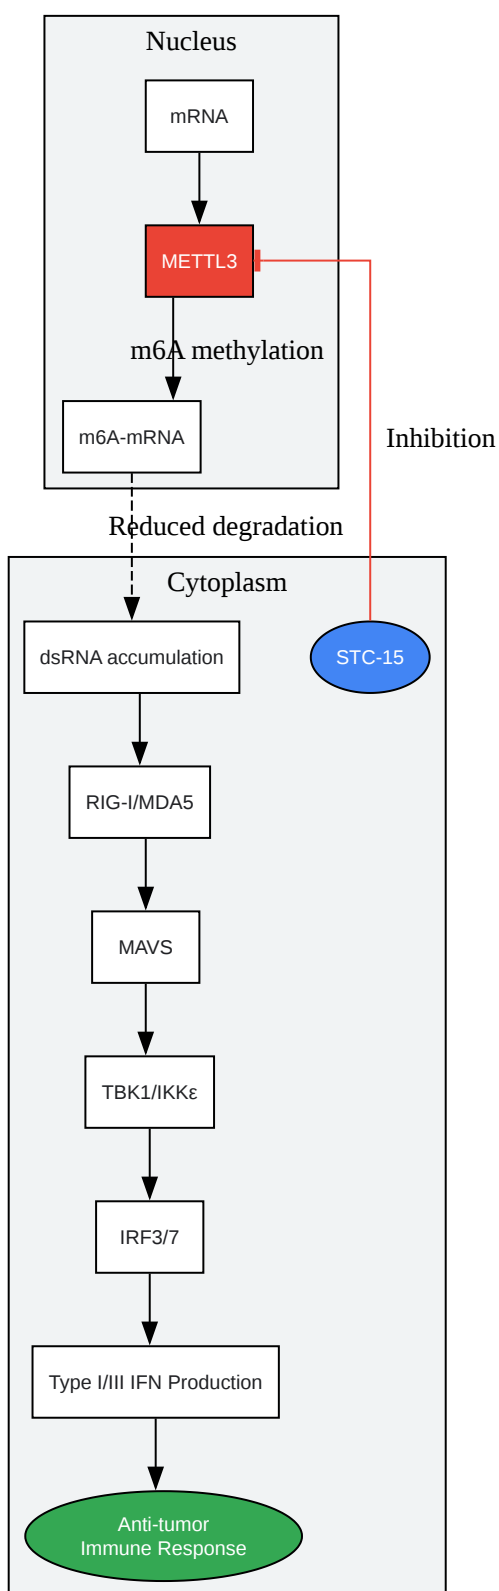 Nucleus
mRNA
METTL3
m6A methylation
m6A-mRNA
Inhibition
Reduced degradation
Cytoplasm
dsRNA accumulation
STC-15
RIG-I/MDA5
MAVS
TBK1/IKKε
IRF3/7
Type I/III IFN Production
Anti-tumor
Immune Response